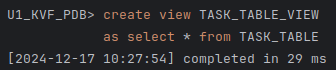 U1_KVF_PDB> create view TASK_TABLE_VIEW
as select * from TASK_TABLE
[2024-12-17 10:27:54] completed in 29 ms